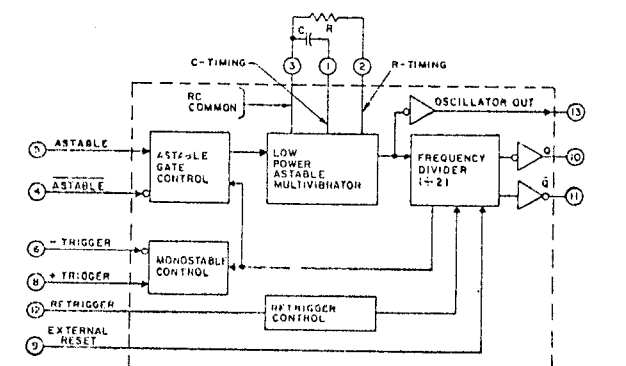 C
R
3
1
2
C-TIMING
R-TIMING
RC
COMMON
OSCILLATOR OUT
13
5
ASTABLE
ASTABLE
GATE
CONTROL
LOW
POWER
ASTABLE
MULTIVIBRATOR
FREQUENCY
DIVIDER
(÷2)
Q
10
4
ASTABLE
Q̄
11
6
- TRIGGER
MONOSTABLE
CONTROL
8
+ TRIGGER
12
RETRIGGER
RETRIGGER
CONTROL
9
EXTERNAL
RESET